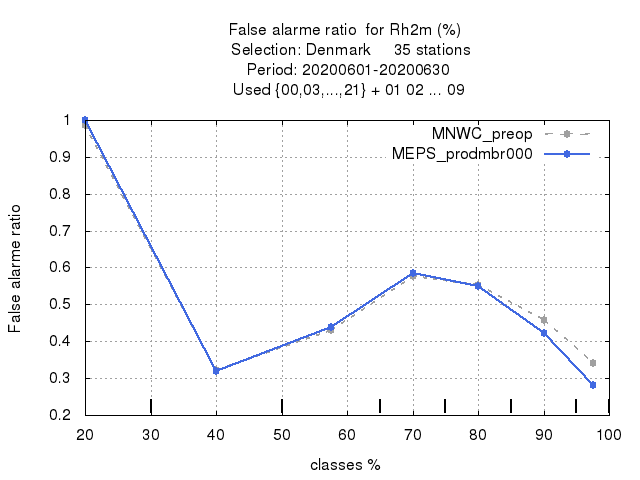 False alarme ratio  for Rh2m (%)
Selection: Denmark     35 stations
Period: 20200601-20200630
Used {00,03,...,21} + 01 02 ... 09
MNWC_preop
MEPS_prodmbr000
False alarme ratio
1
0.9
0.8
0.7
0.6
0.5
0.4
0.3
0.2
20 30 40 50 60 70 80 90 100
classes %